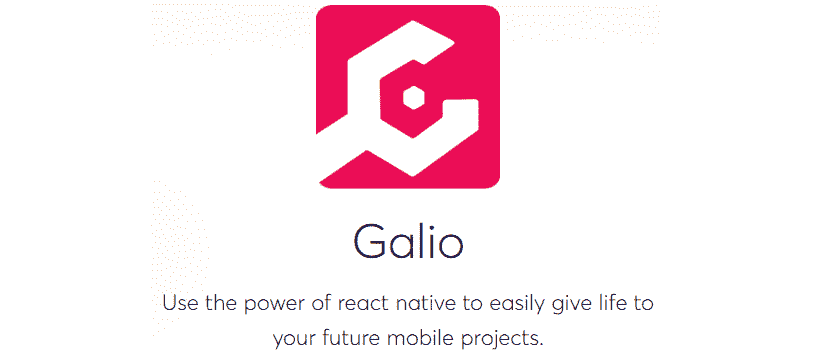 Galio
Use the power of react native to easily give life to
your future mobile projects.